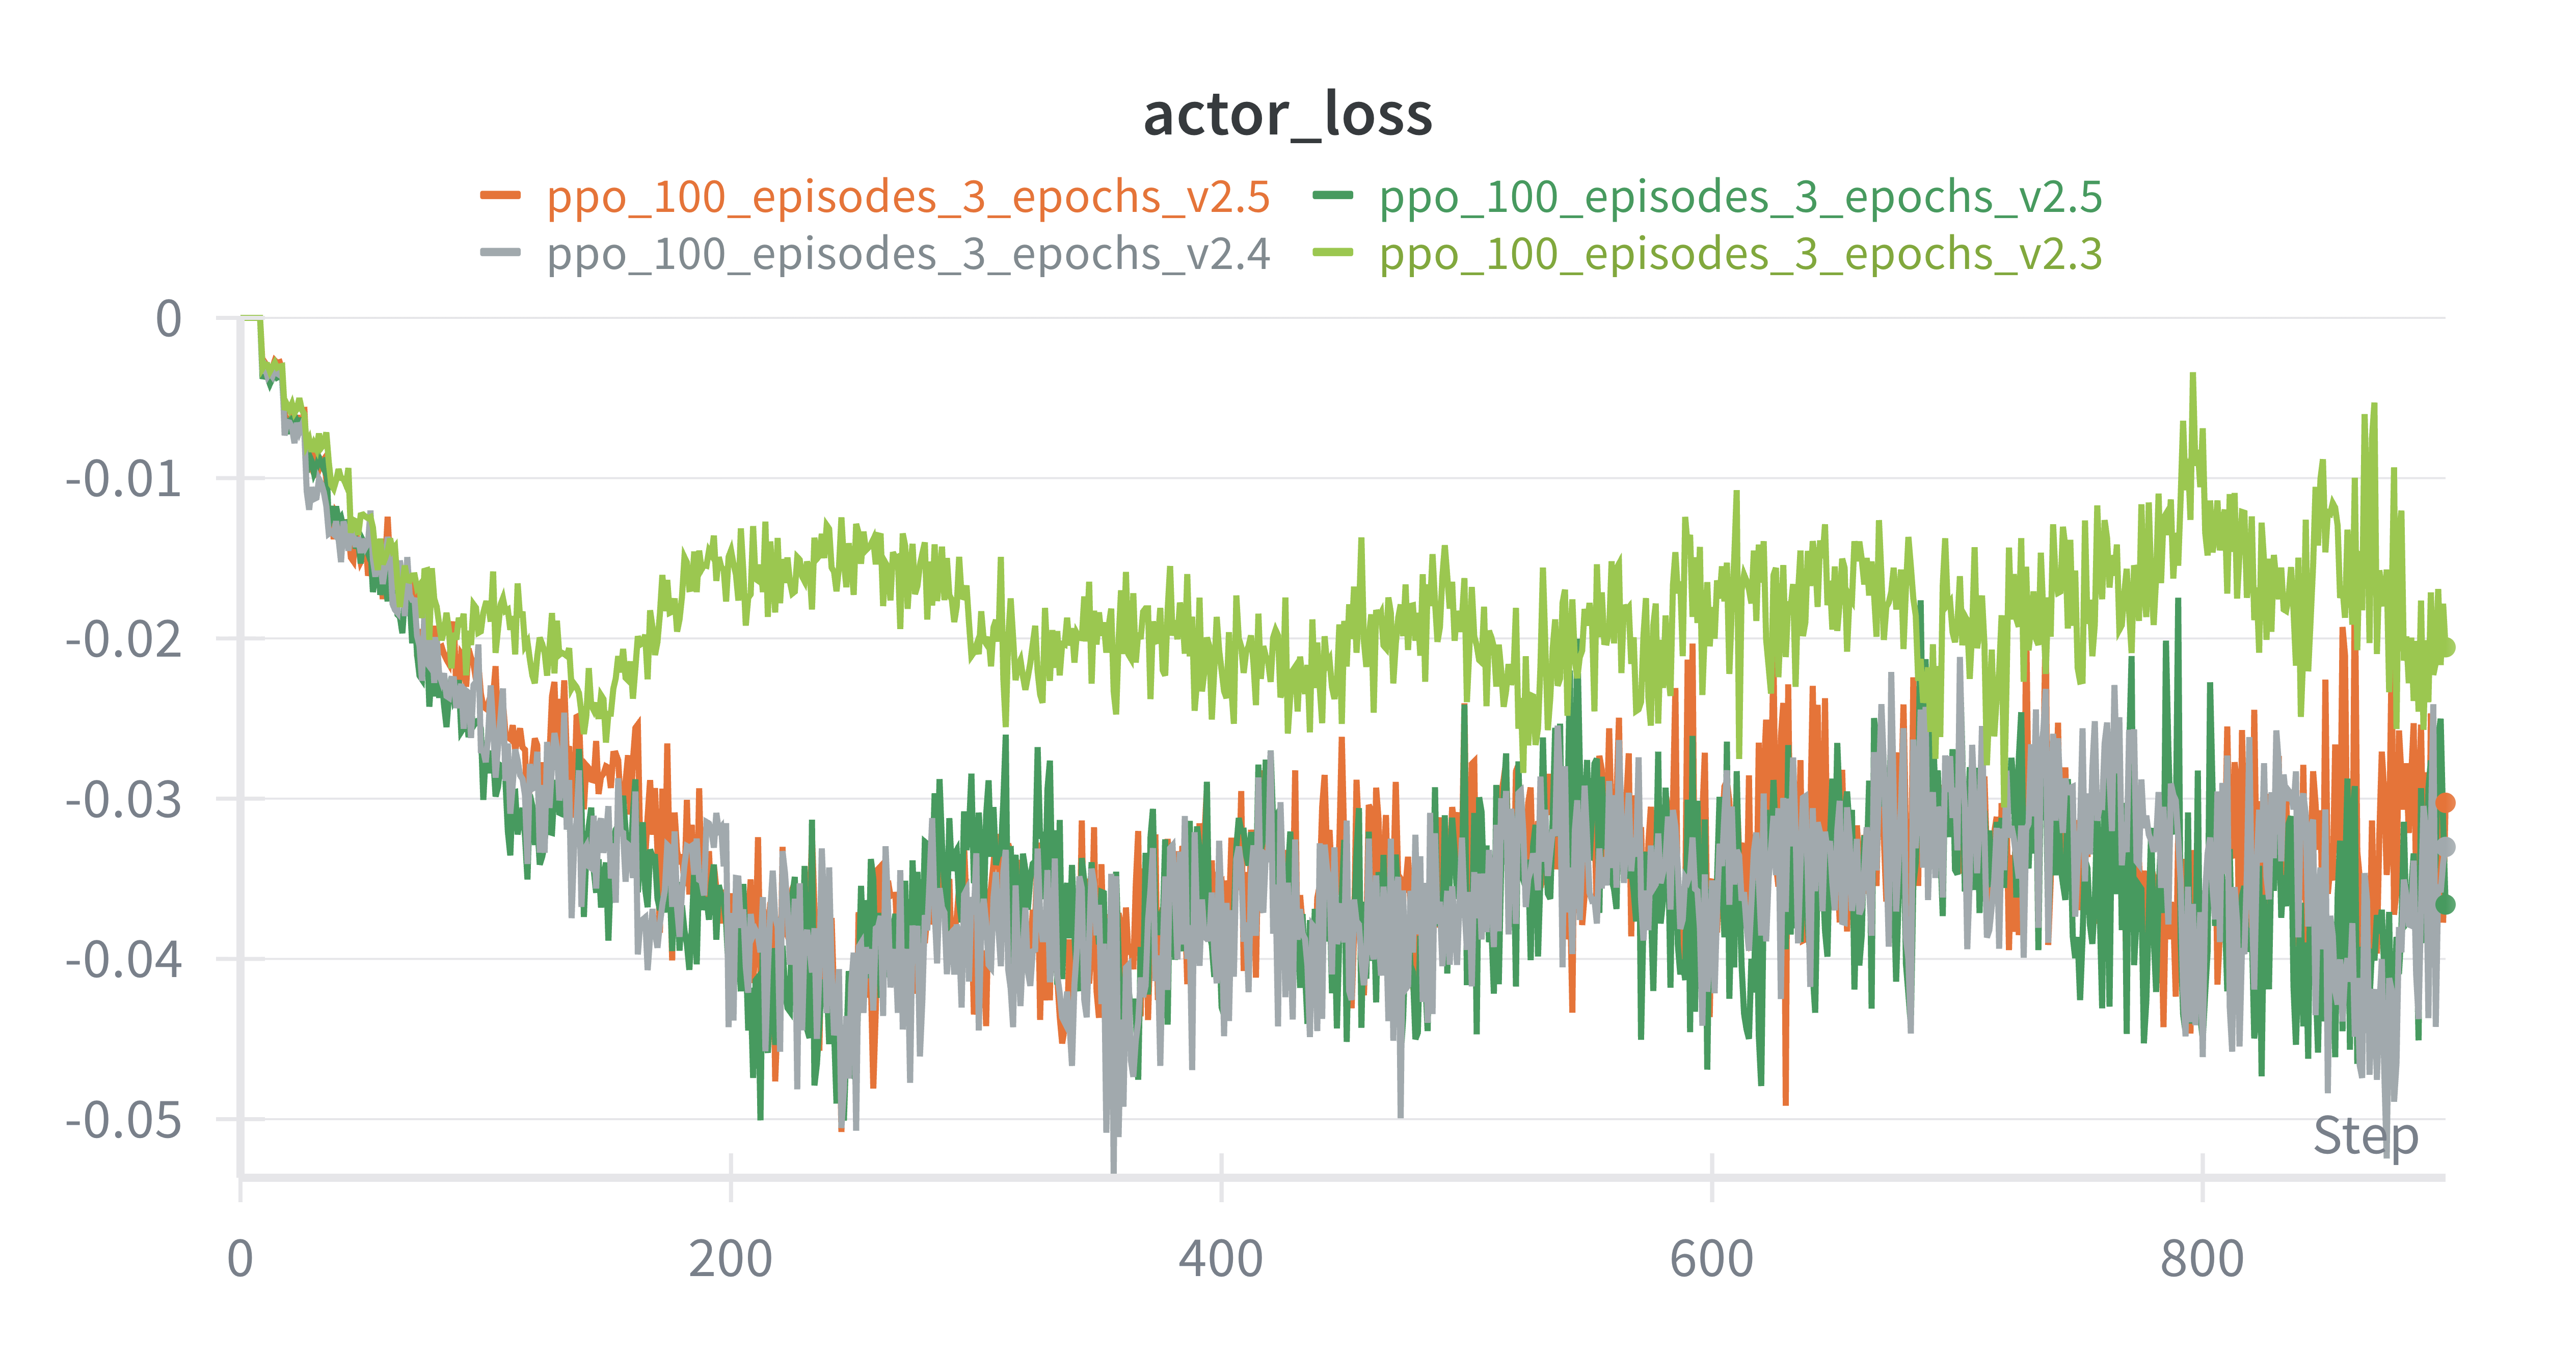 actor_loss
ppo_100_episodes_3_epochs_v2.5 ppo_100_episodes_3_epochs_v2.5
ppo_100_episodes_3_epochs_v2.4 ppo_100_episodes_3_epochs_v2.3
0
-0.01
-0.02
-0.03
-0.04
-0.05
Step
0 200 400 600 800